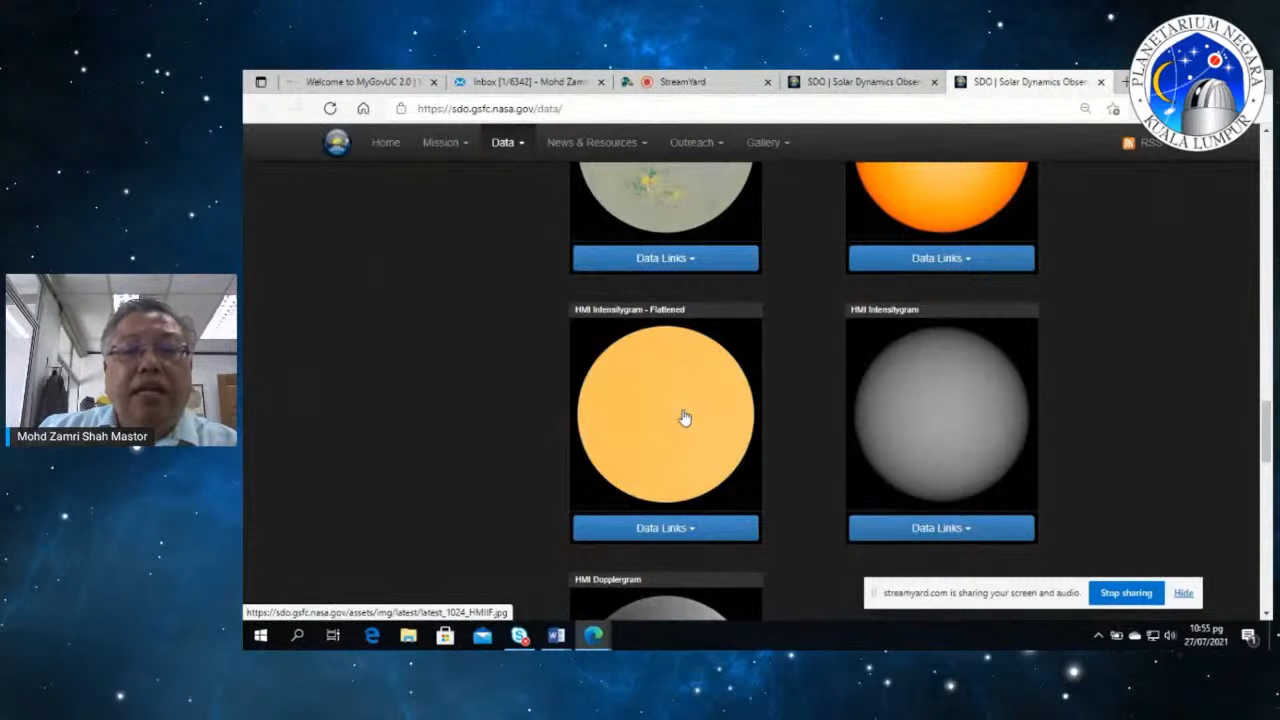 PLANETARIUM NEGARA
KUALA LUMPUR
Welcome to MyGovUC 2.0 |
Inbox [1/6342] - Mohd Zamr
StreamYard
SDO | Solar Dynamics Obser
SDO | Solar Dynamics Obser
https://sdo.gsfc.nasa.gov/data/
Home
Mission
Data
News & Resources
Outreach
Gallery
RSS
Data Links
Data Links
HMI Intensitygram - Flattened
HMI Intensitygram
Data Links
Data Links
HMI Dopplergram
Mohd Zamri Shah Mastor
streamyard.com is sharing your screen and audio.
Stop sharing
Hide
https://sdo.gsfc.nasa.gov/assets/img/latest/latest_1024_HMIIF.jpg
10:55 pg
27/07/2021